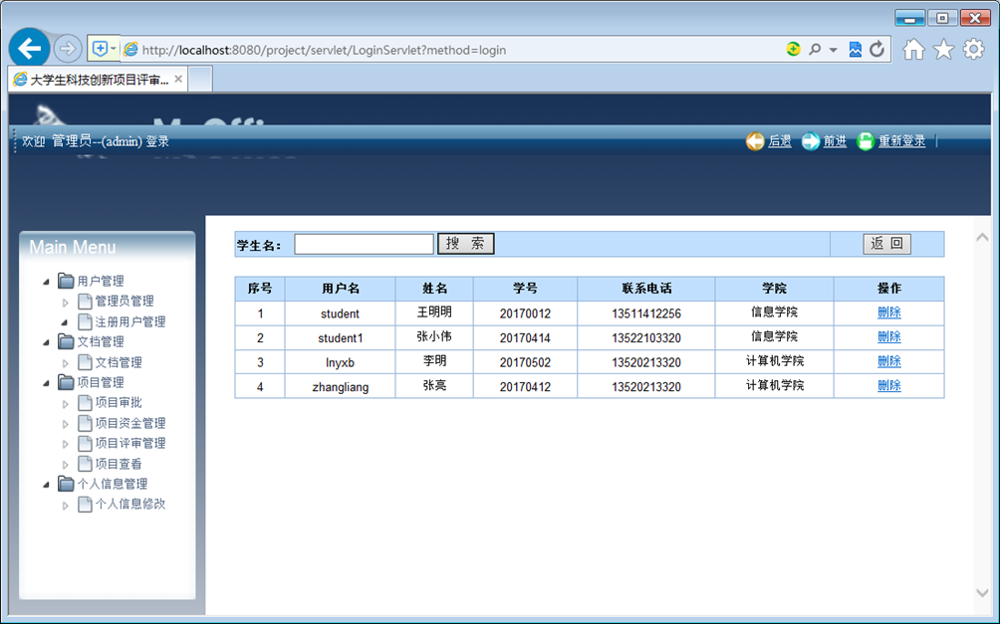 http://localhost:8080/project/servlet/LoginServlet?method=login
大学生科技创新项目评审...
欢迎 管理员--(admin) 登录
后退 前进 重新登录
Main Menu
用户管理
管理员管理
注册用户管理
文档管理
文档管理
项目管理
项目审批
项目资金管理
项目评审管理
项目查看
个人信息管理
个人信息修改
学生名： 搜 索 返 回
序号 用户名 姓名 学号 联系电话 学院 操作
1 student 王明明 20170012 13511412256 信息学院 删除
2 student1 张小伟 20170414 13522103320 信息学院 删除
3 lnyxb 李明 20170502 13520213320 计算机学院 删除
4 zhangliang 张亮 20170412 13520213320 计算机学院 删除